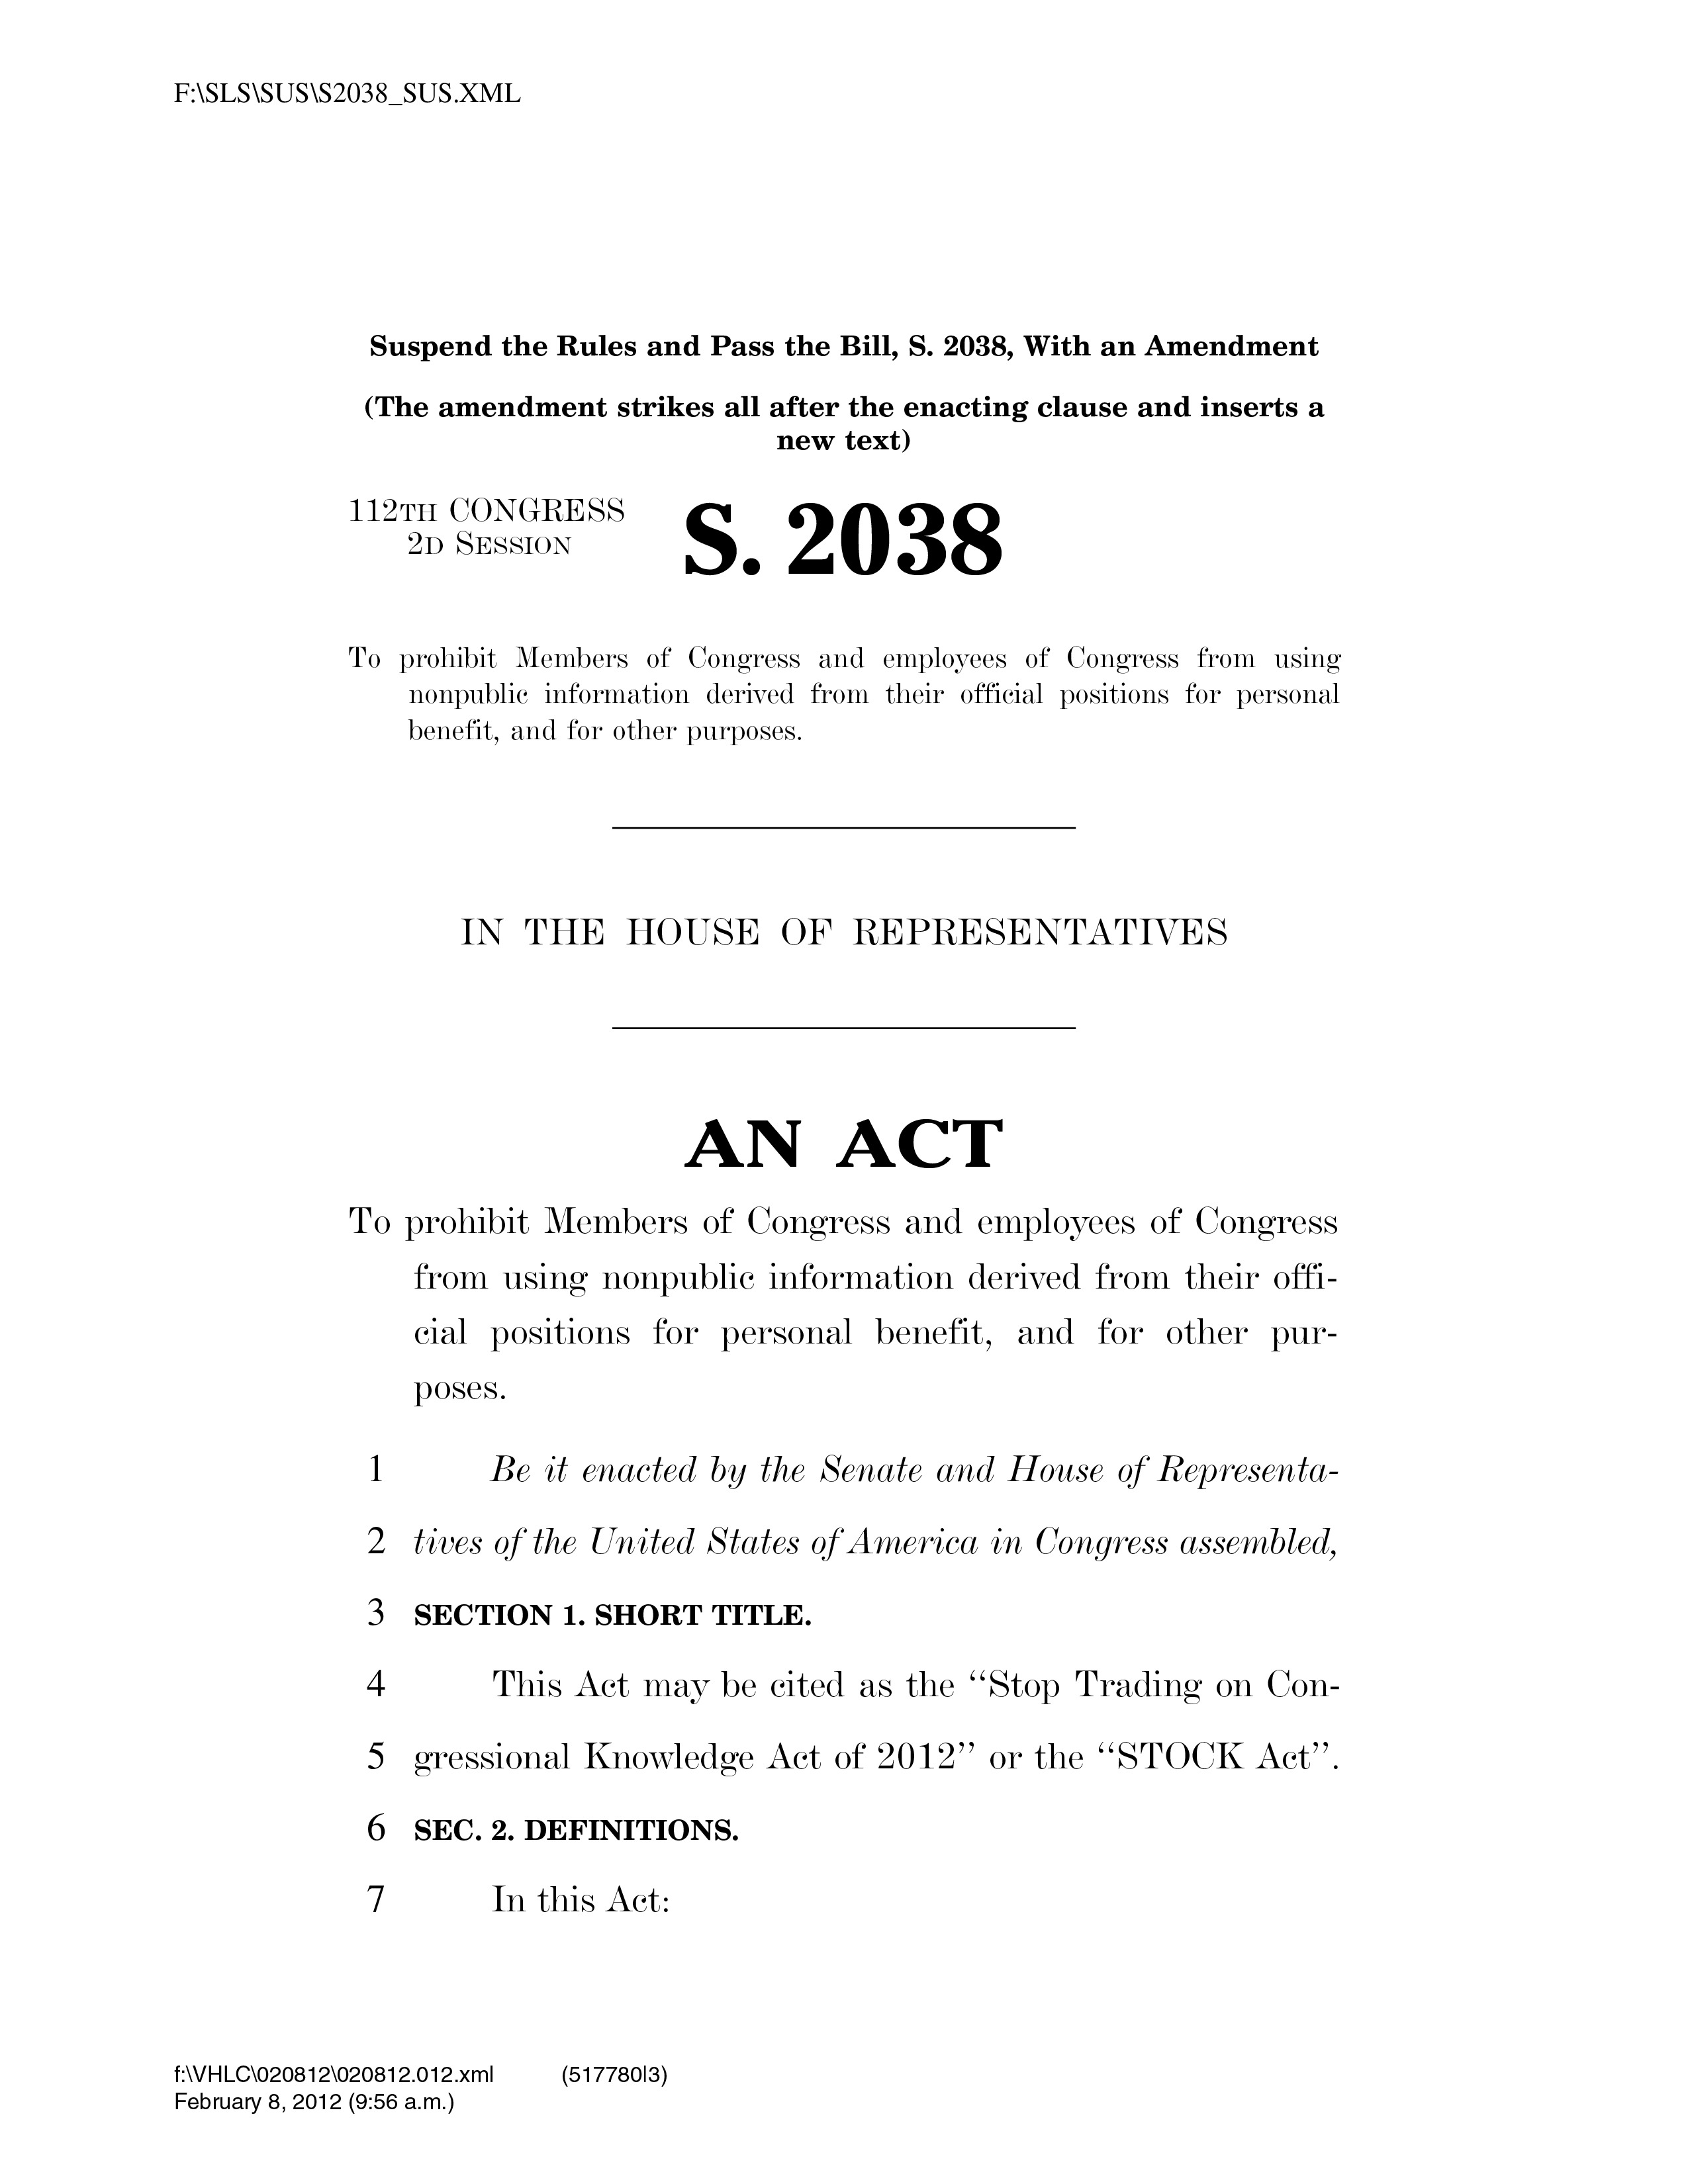 F:\SLS\SUS\S2038_SUS.XML
Suspend the Rules and Pass the Bill, S. 2038, With an Amendment
(The amendment strikes all after the enacting clause and inserts a
new text)
112TH CONGRESS
2D SESSION
S. 2038
To prohibit Members of Congress and employees of Congress from using
nonpublic information derived from their official positions for personal
benefit, and for other purposes.
IN THE HOUSE OF REPRESENTATIVES
AN ACT
To prohibit Members of Congress and employees of Congress
from using nonpublic information derived from their offi-
cial positions for personal benefit, and for other pur-
poses.
1 Be it enacted by the Senate and House of Representa-
2 tives of the United States of America in Congress assembled,
3 SECTION 1. SHORT TITLE.
4 This Act may be cited as the ‘‘Stop Trading on Con-
5 gressional Knowledge Act of 2012’’ or the ‘‘STOCK Act’’.
6 SEC. 2. DEFINITIONS.
7 In this Act:
f:\VHLC\020812\020812.012.xml (517780|3)
February 8, 2012 (9:56 a.m.)